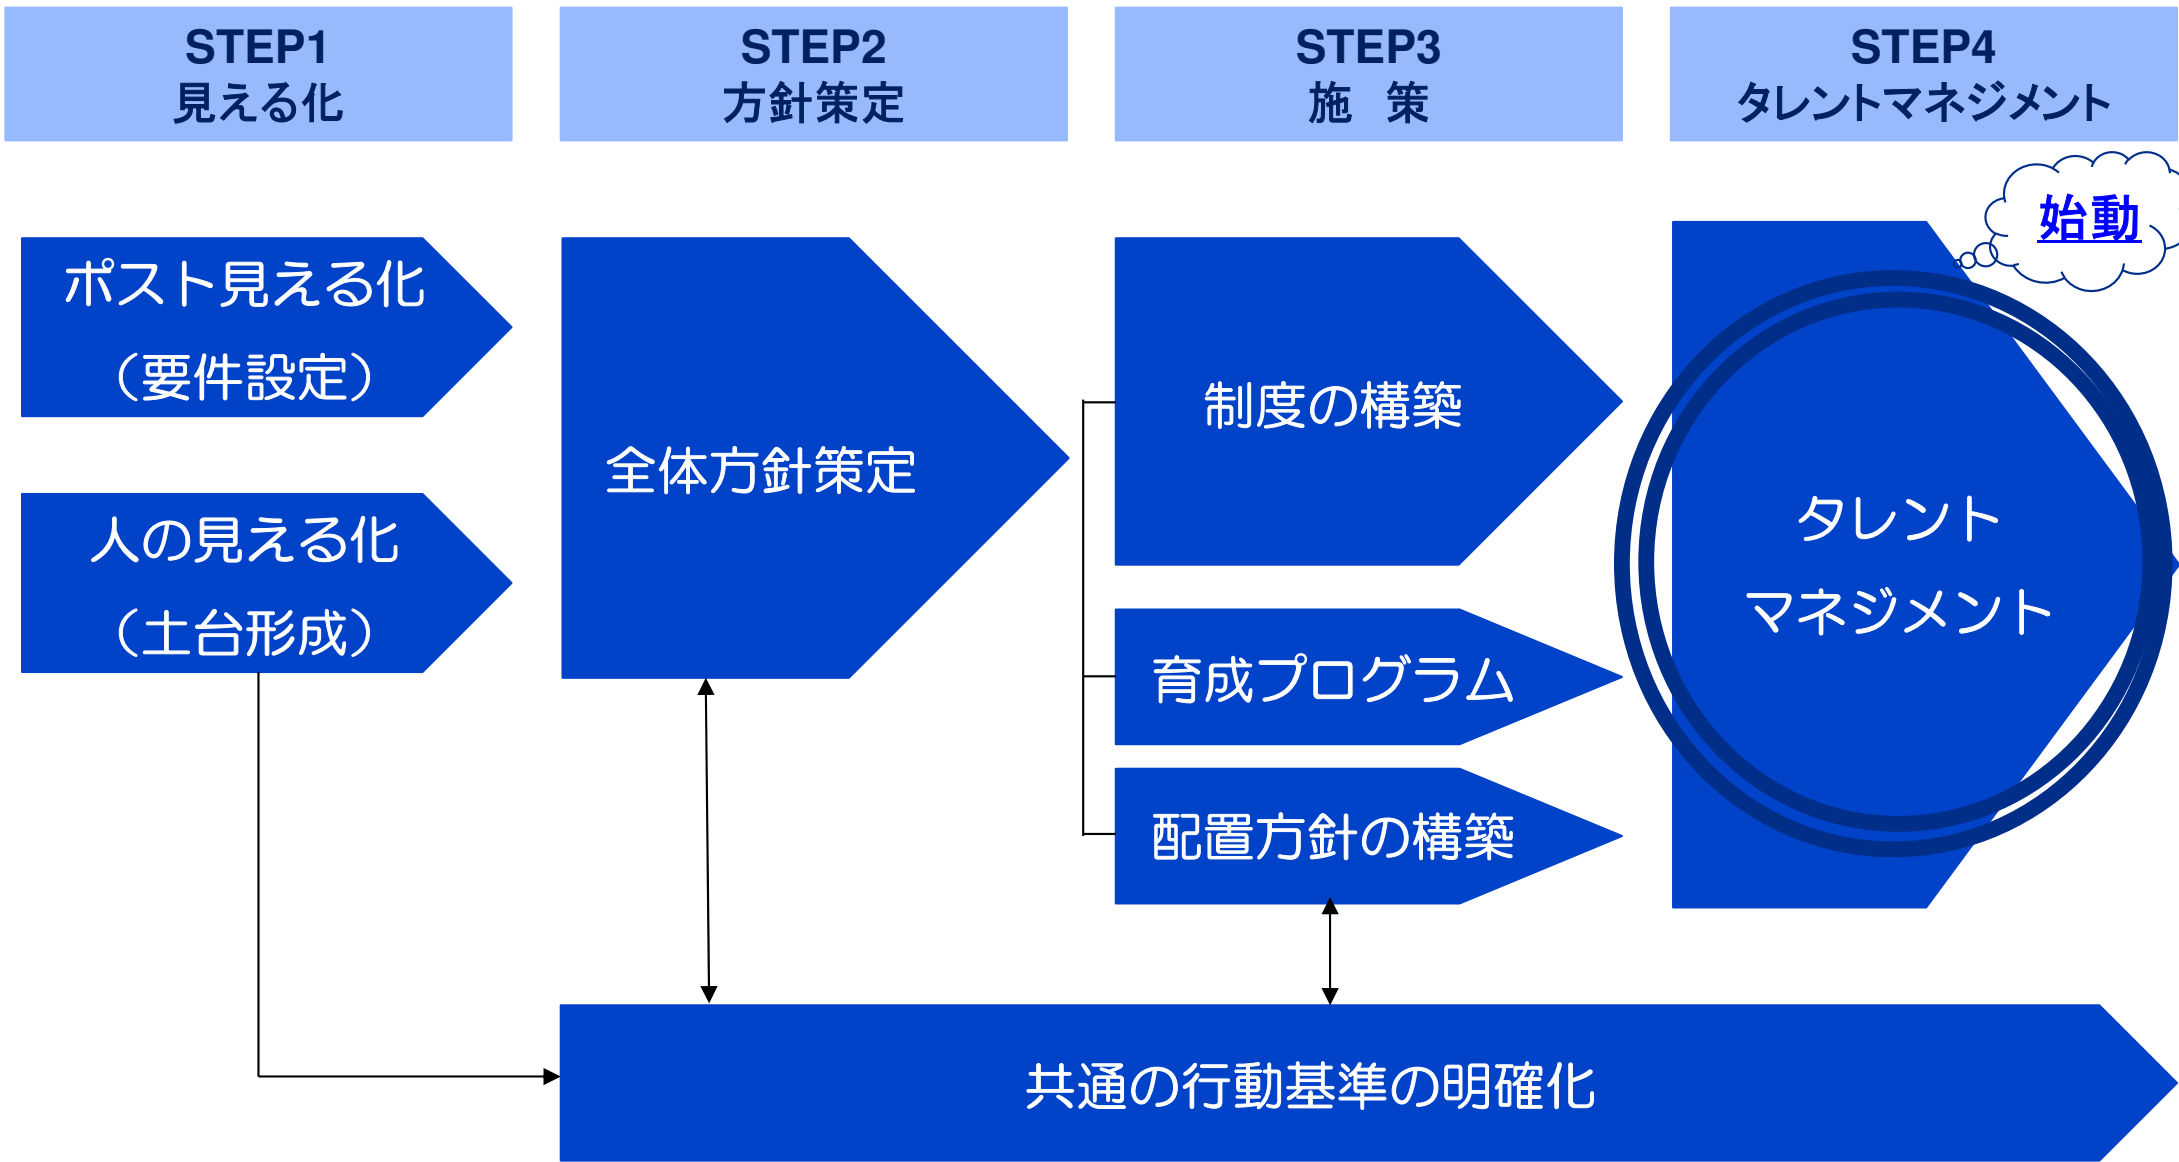 STEP1
見える化
STEP2
方針策定
STEP3
施　策
STEP4
タレントマネジメント
始動
ポスト見える化
（要件設定）
人の見える化
（土台形成）
全体方針策定
制度の構築
育成プログラム
配置方針の構築
タレント
マネジメント
共通の行動基準の明確化